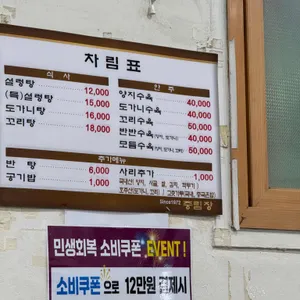 차림표
식사
설렁탕 12,000
(특)설렁탕 15,000
도가니탕 16,000
꼬리탕 18,000
안주
양지수육 40,000
도가니수육 40,000
꼬리수육 50,000
반반수육 40,000
모듬수육 50,000
추가메뉴
반탕 6,000
공기밥 1,000
사리추가 1,000
Since1972 중림장
민생회복 소비쿠폰 EVENT!
소비쿠폰으로 12만원 결제시